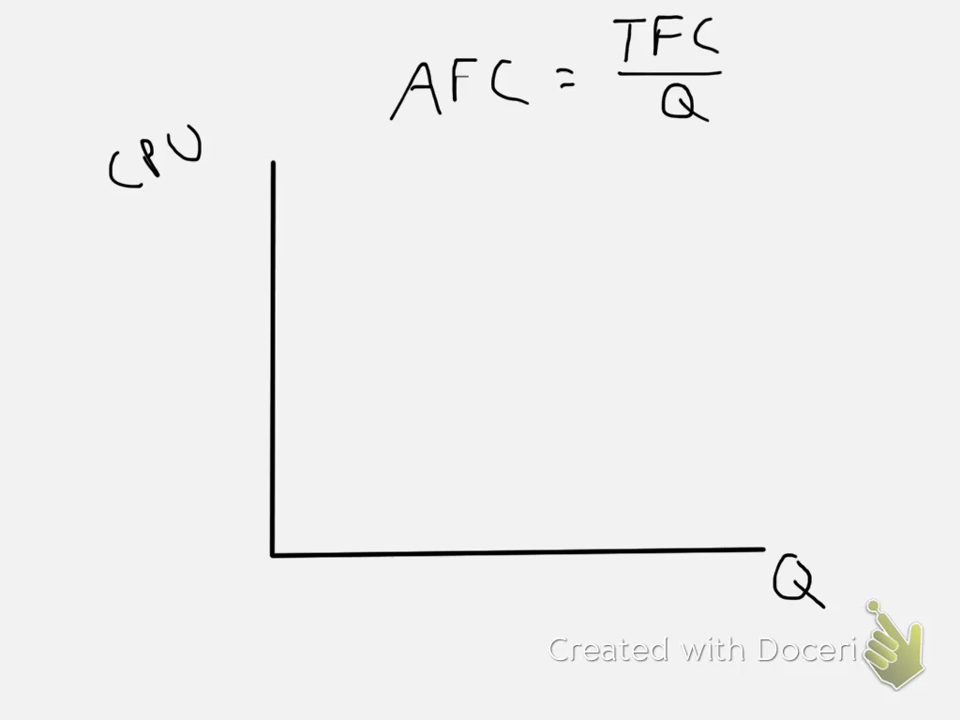 AFC = TFC / Q
CPU
Q
Created with Doceri